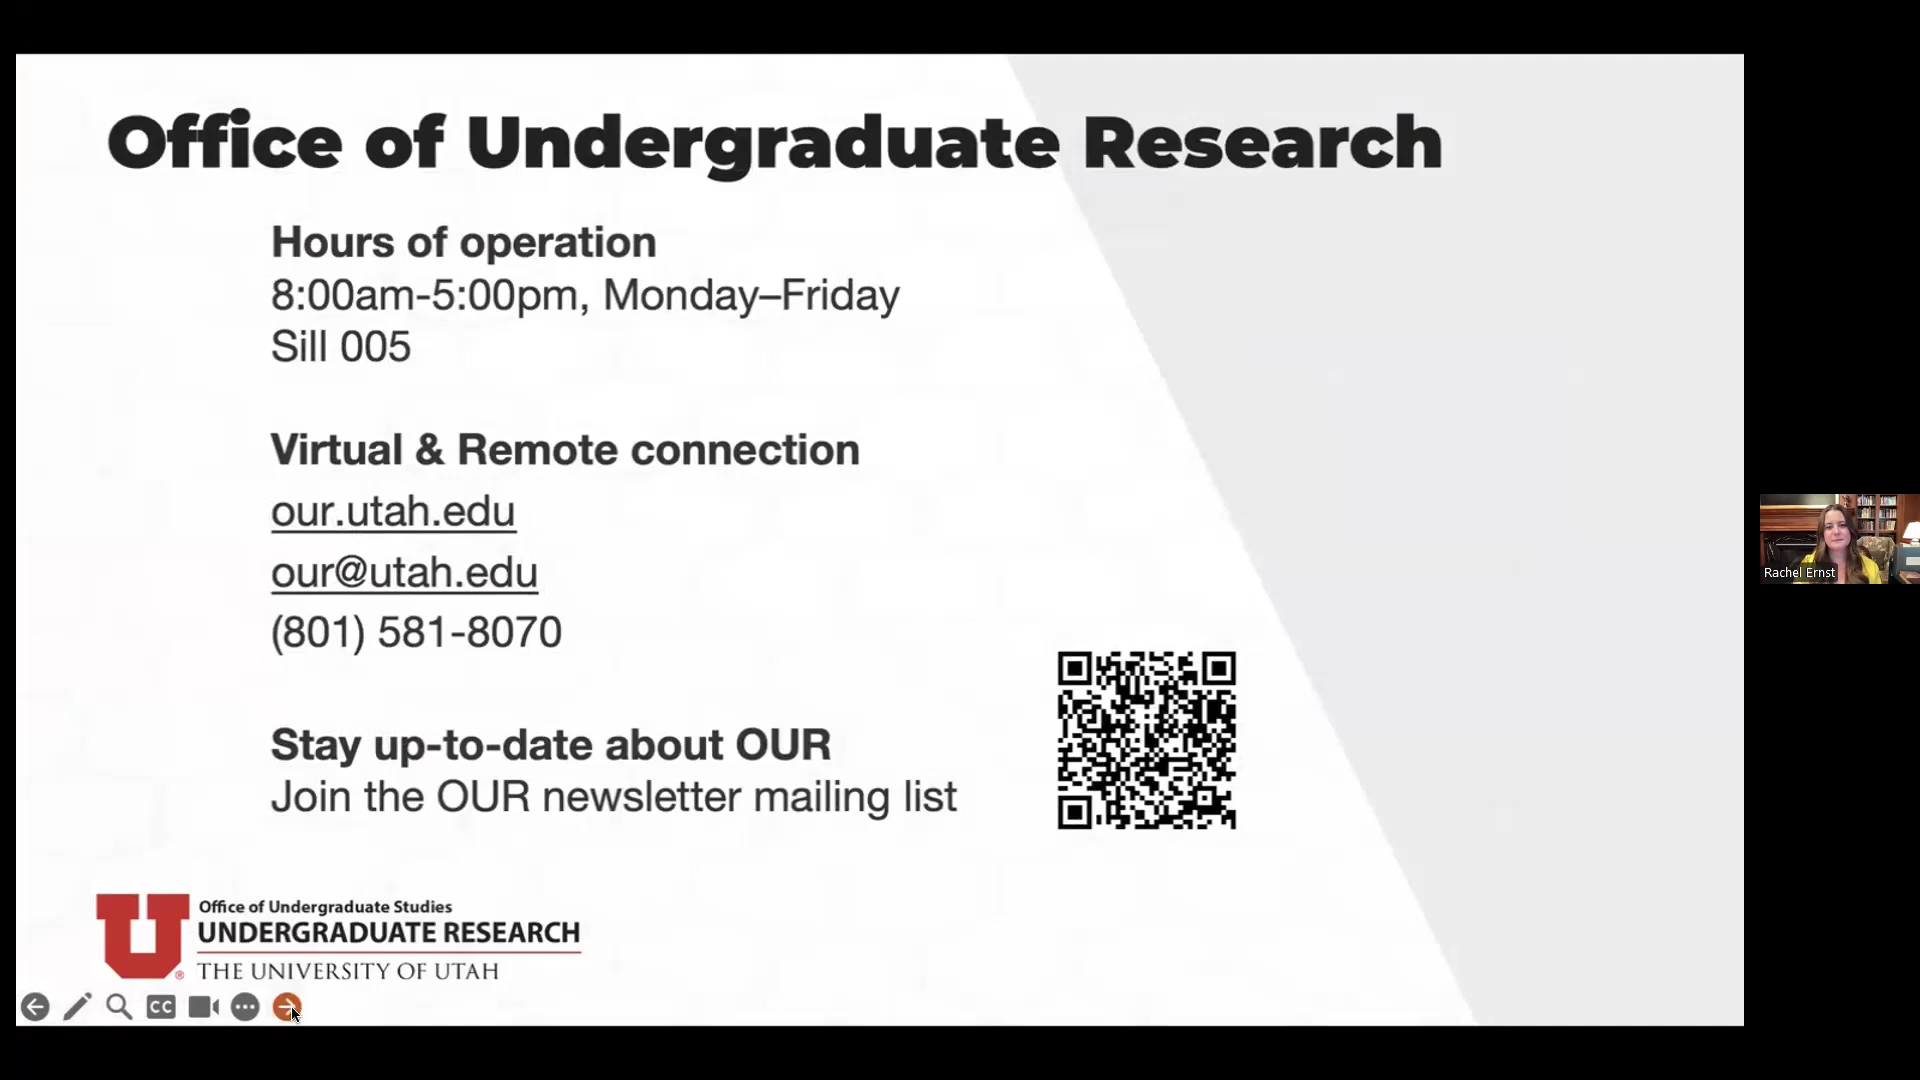 Office of Undergraduate Research
Hours of operation
8:00am-5:00pm, Monday–Friday
Sill 005
Virtual & Remote connection
our.utah.edu
our@utah.edu
(801) 581-8070
Stay up-to-date about OUR
Join the OUR newsletter mailing list
U®
Office of Undergraduate Studies
UNDERGRADUATE RESEARCH
THE UNIVERSITY OF UTAH
CC
Rachel Ernst